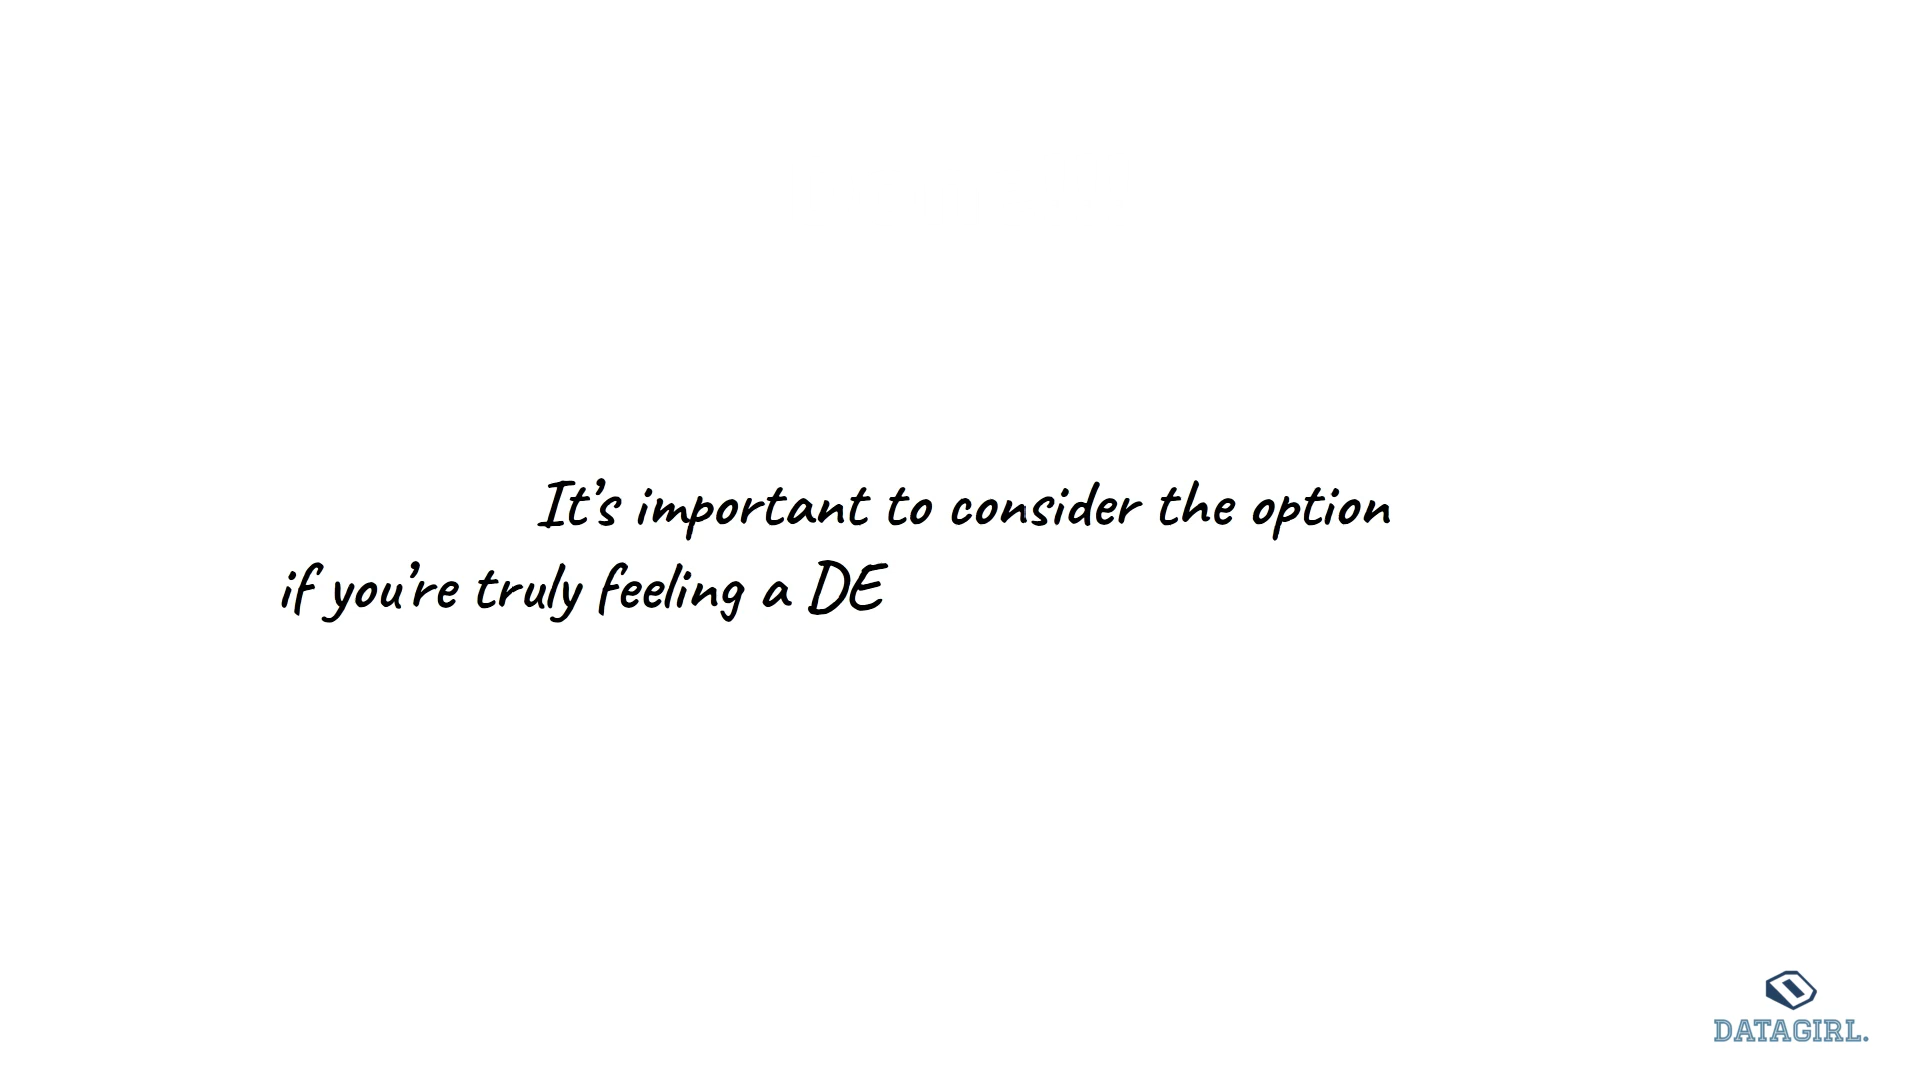 It’s important to consider the option
if you’re truly feeling a DE
DATAGIRL.